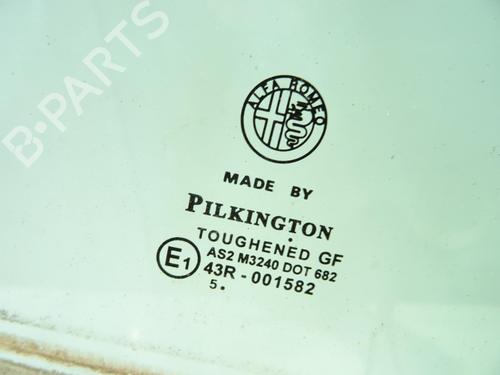 B-PARTS
ALFA ROMEO
MADE BY
PILKINGTON
TOUGHENED GF
AS2 M3240 DOT 682
E1
43R - 001582
5.